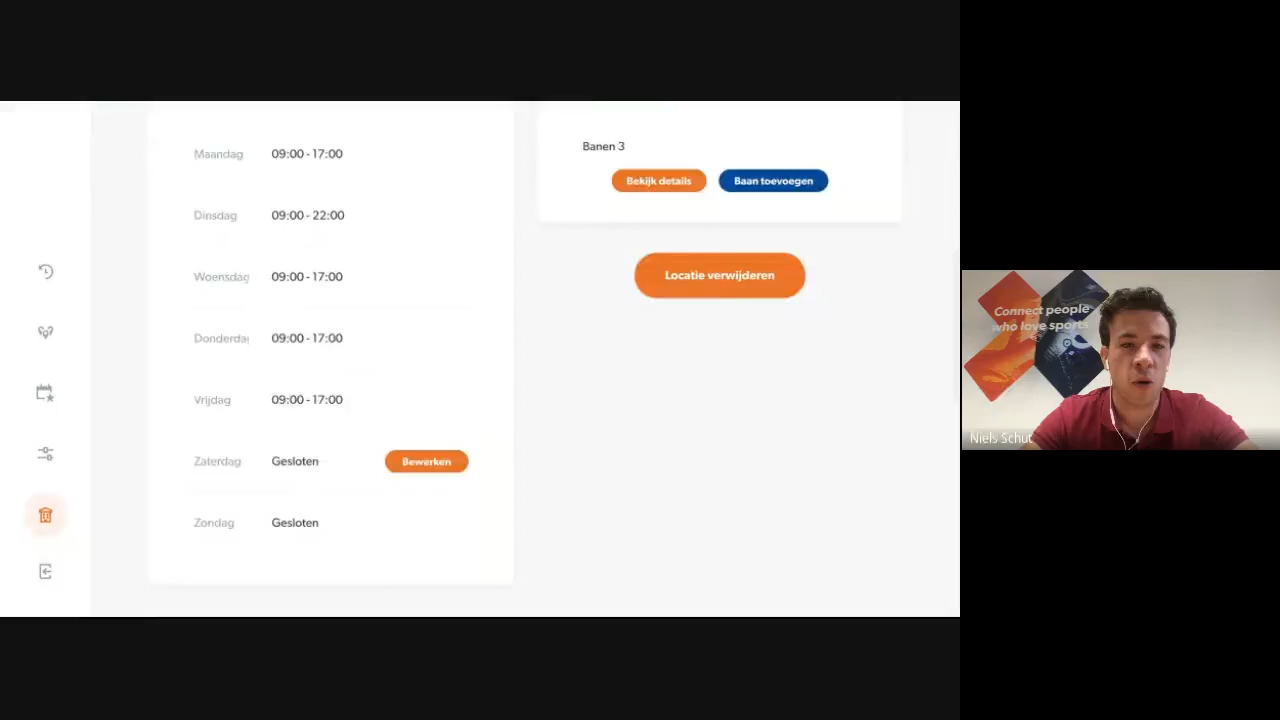 Maandag 09:00 - 17:00
Dinsdag 09:00 - 22:00
Woensdag 09:00 - 17:00
Donderdag 09:00 - 17:00
Vrijdag 09:00 - 17:00
Zaterdag Gesloten Bewerken
Zondag Gesloten
Banen 3
Bekijk details Baan toevoegen
Locatie verwijderen
Connect people
who love sports
Niels Schut